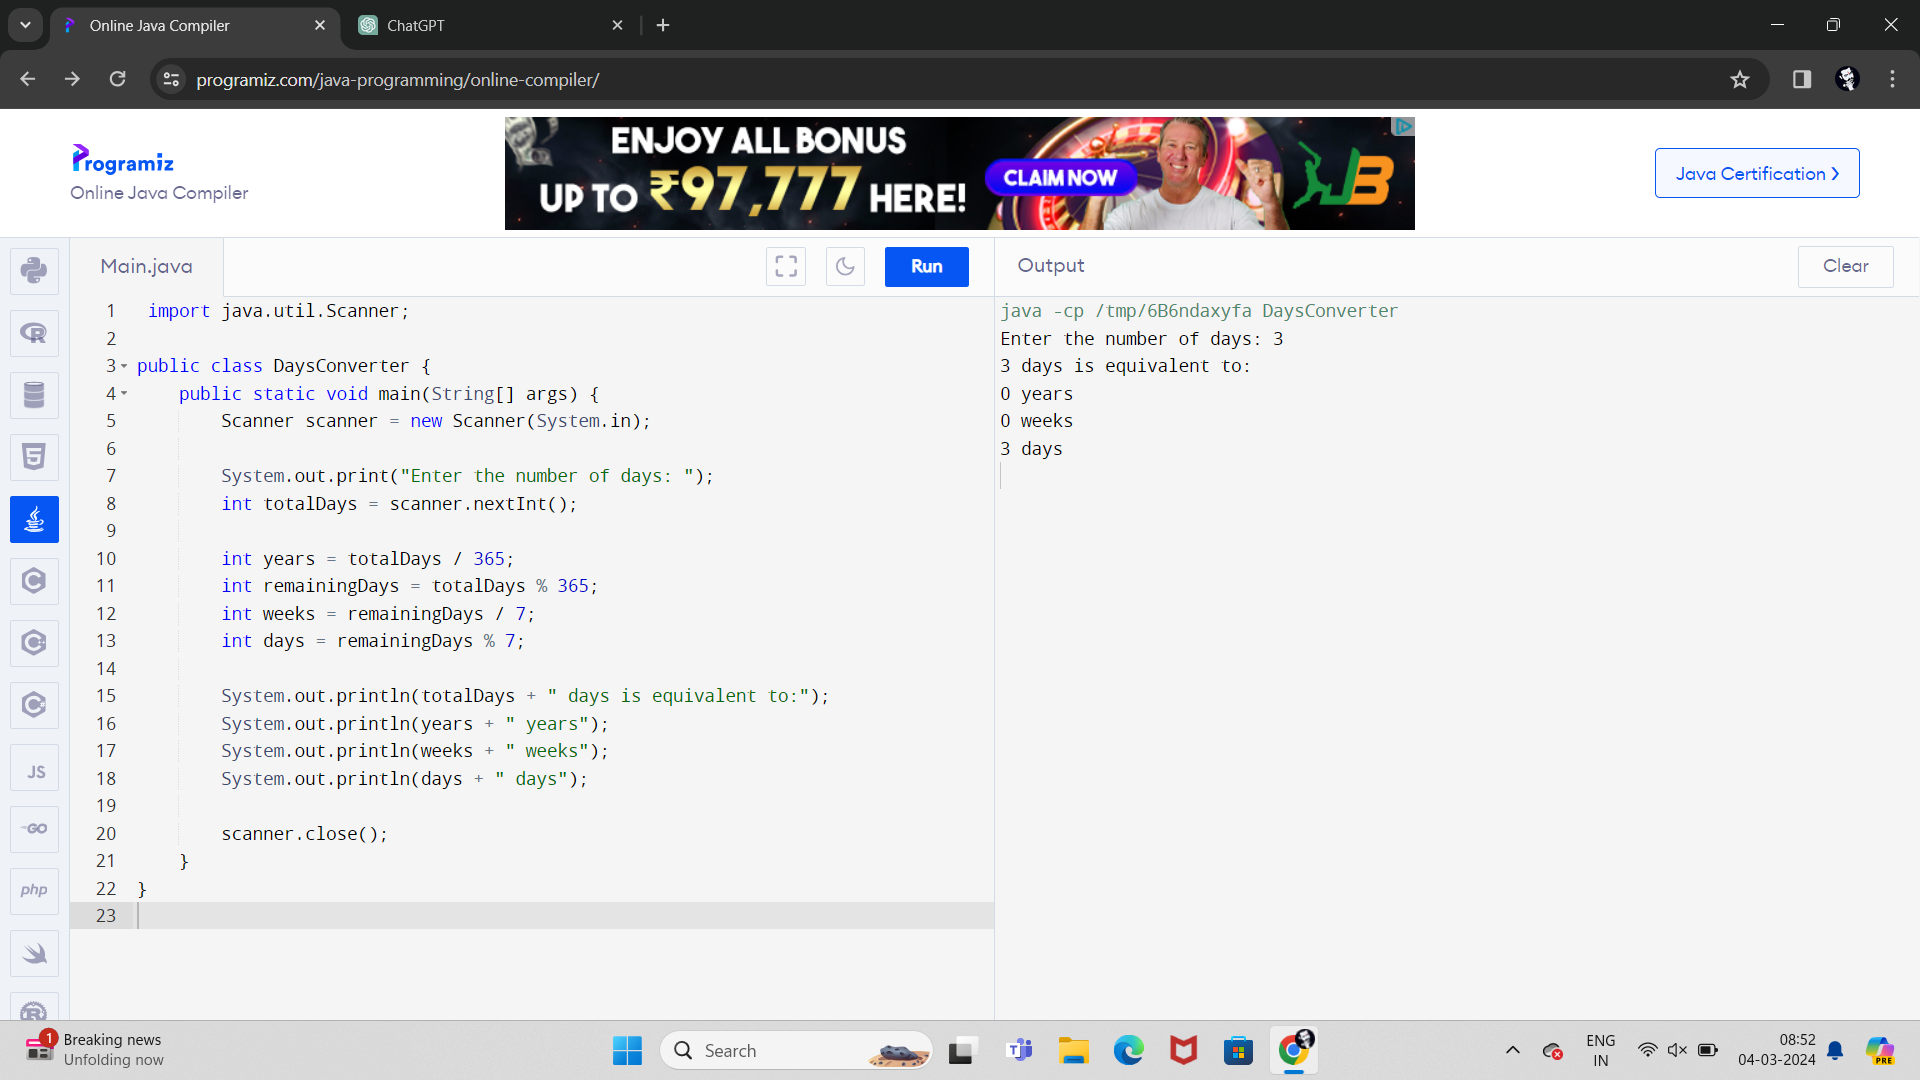 Online Java Compiler
ChatGPT
programiz.com/java-programming/online-compiler/
Programiz
Online Java Compiler
ENJOY ALL BONUS
UP TO ₹97,777 HERE!
CLAIM NOW
JB
Java Certification ❯
Main.java
Run
Output
Clear
1 import java.util.Scanner;
2
3 public class DaysConverter {
4 public static void main(String[] args) {
5 Scanner scanner = new Scanner(System.in);
6
7 System.out.print("Enter the number of days: ");
8 int totalDays = scanner.nextInt();
9
10 int years = totalDays / 365;
11 int remainingDays = totalDays % 365;
12 int weeks = remainingDays / 7;
13 int days = remainingDays % 7;
14
15 System.out.println(totalDays + " days is equivalent to:");
16 System.out.println(years + " years");
17 System.out.println(weeks + " weeks");
18 System.out.println(days + " days");
19
20 scanner.close();
21 }
22 }
23
java -cp /tmp/6B6ndaxyfa DaysConverter
Enter the number of days: 3
3 days is equivalent to:
0 years
0 weeks
3 days
R
5
C
C
C
JS
GO
php
R
1
Breaking news
Unfolding now
Search
ENG
IN
08:52
04-03-2024
PRE